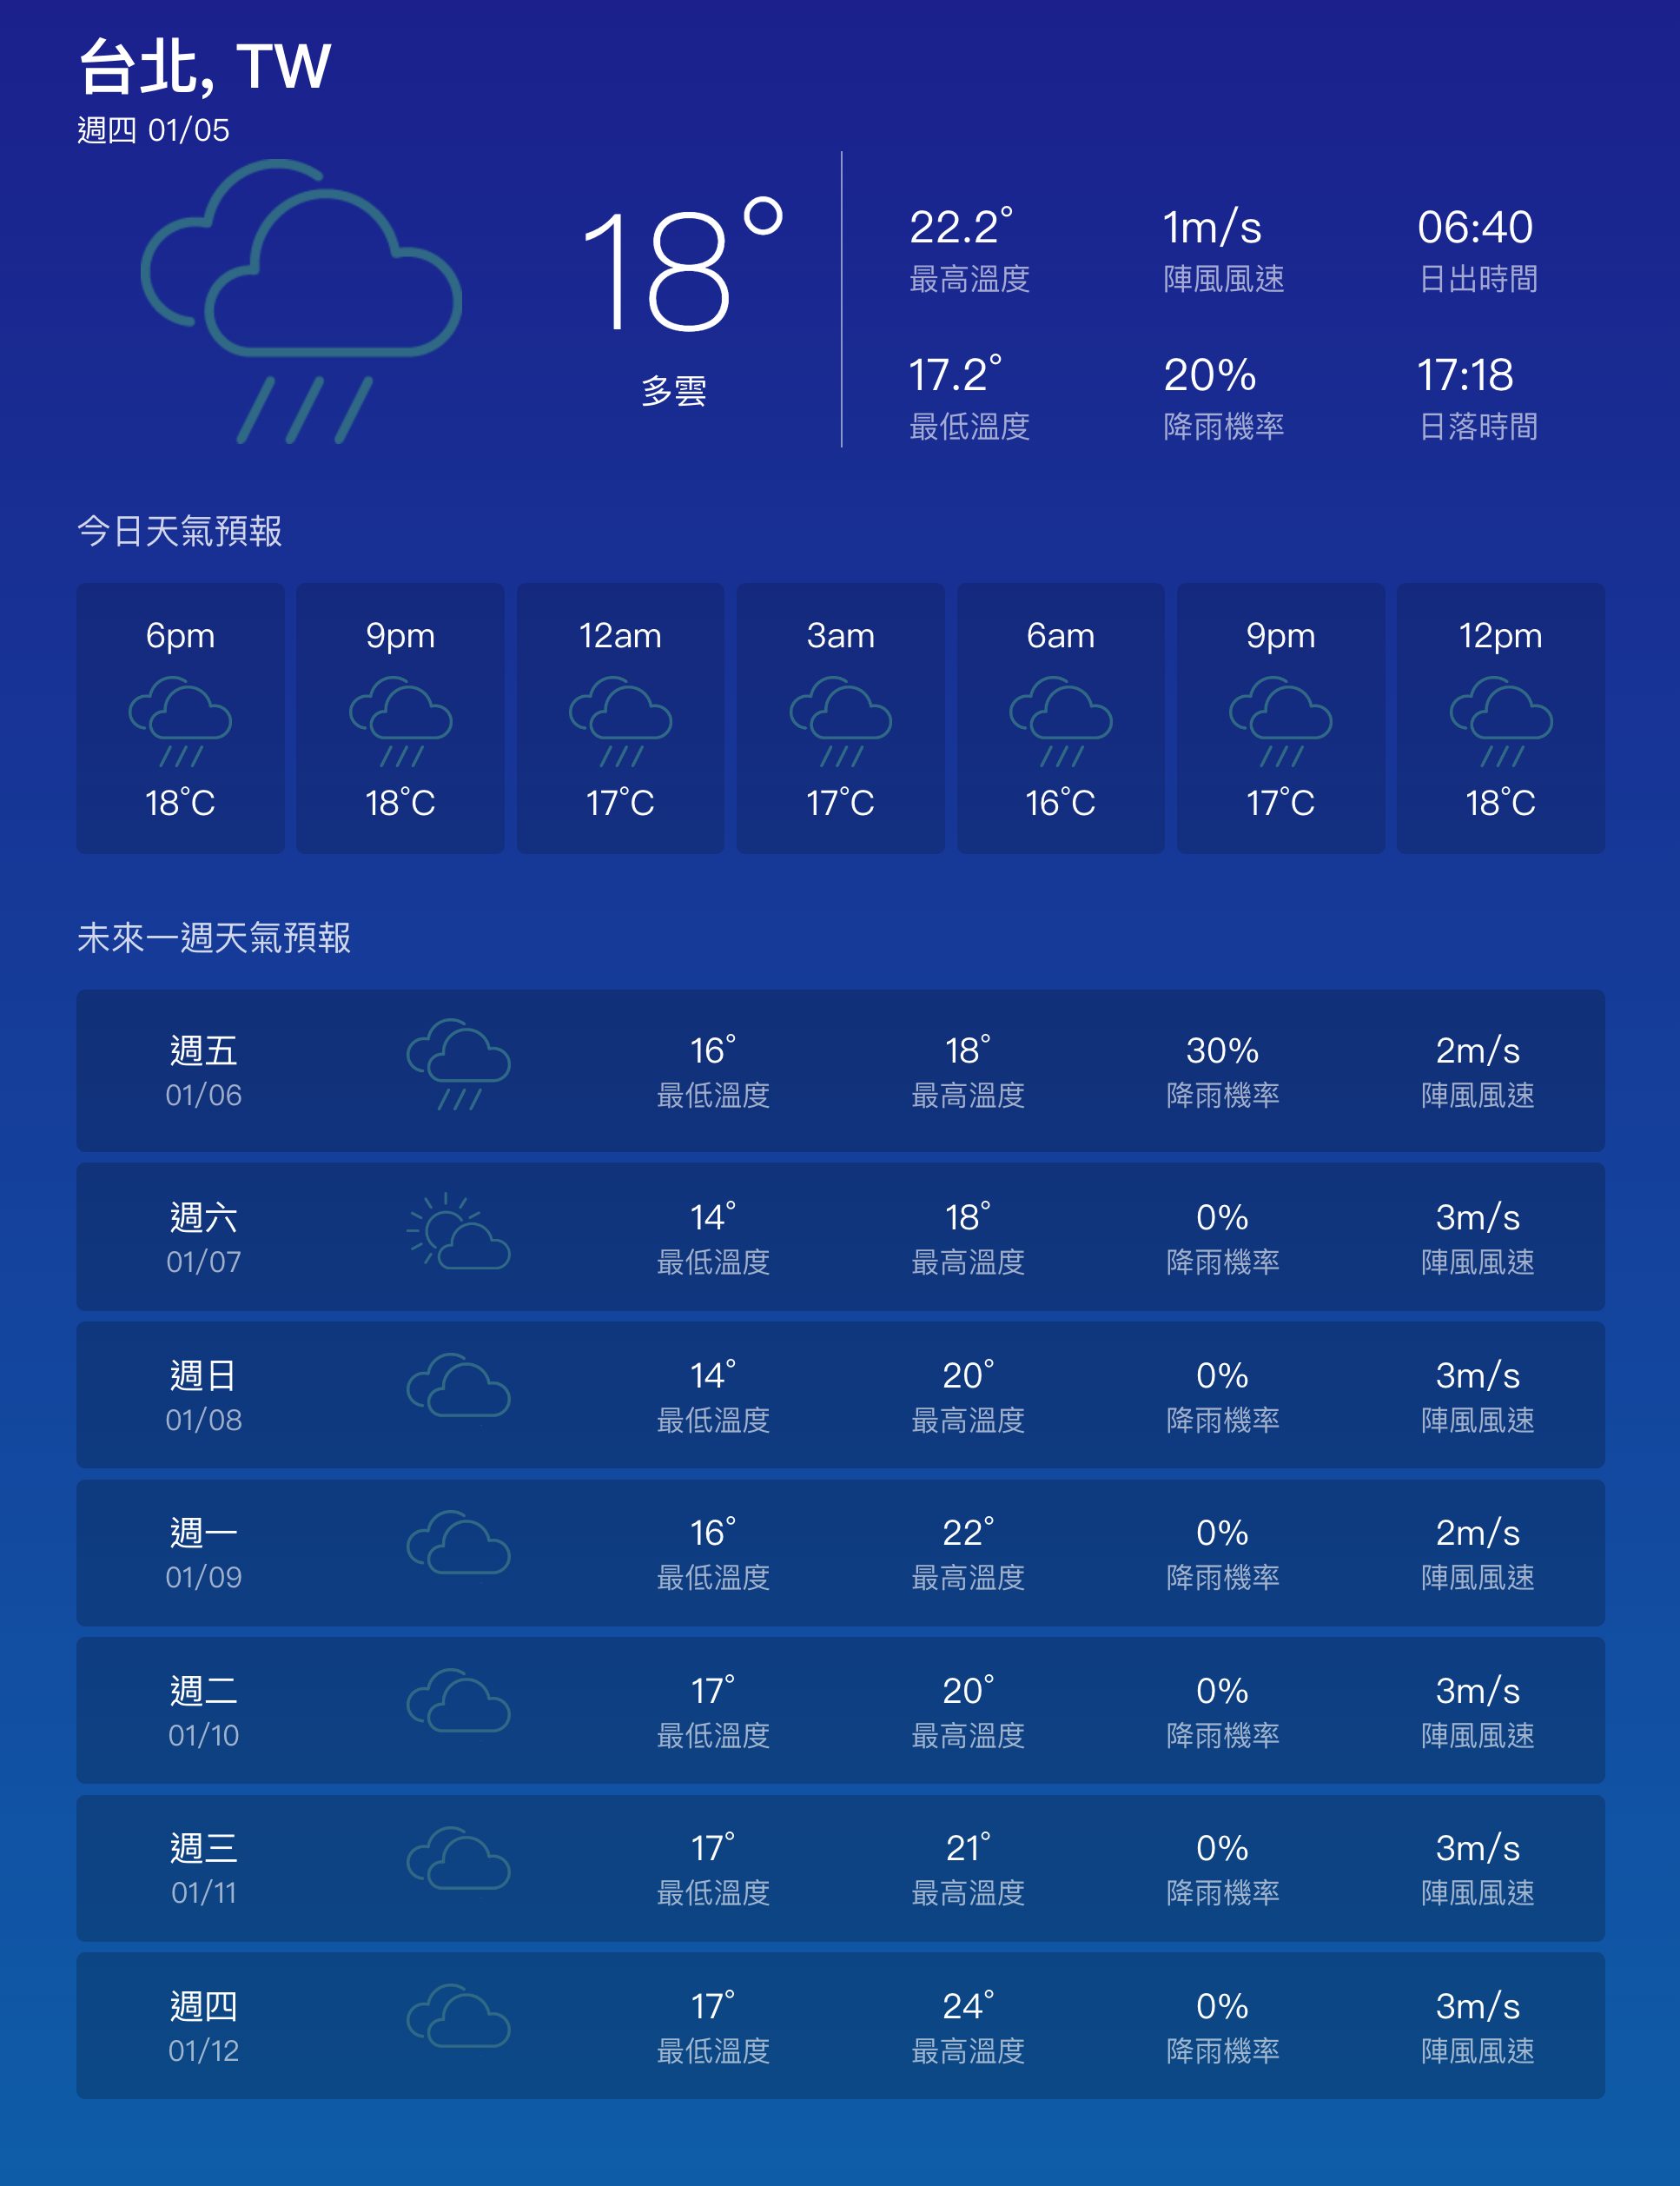 台北, TW
週四 01/05
18°
多雲
22.2° 1m/s 06:40
最高溫度 陣風風速 日出時間
17.2° 20% 17:18
最低溫度 降雨機率 日落時間
今日天氣預報
6pm 9pm 12am 3am 6am 9pm 12pm
18°C 18°C 17°C 17°C 16°C 17°C 18°C
未來一週天氣預報
週五 16° 18° 30% 2m/s
01/06 最低溫度 最高溫度 降雨機率 陣風風速
週六 14° 18° 0% 3m/s
01/07 最低溫度 最高溫度 降雨機率 陣風風速
週日 14° 20° 0% 3m/s
01/08 最低溫度 最高溫度 降雨機率 陣風風速
週一 16° 22° 0% 2m/s
01/09 最低溫度 最高溫度 降雨機率 陣風風速
週二 17° 20° 0% 3m/s
01/10 最低溫度 最高溫度 降雨機率 陣風風速
週三 17° 21° 0% 3m/s
01/11 最低溫度 最高溫度 降雨機率 陣風風速
週四 17° 24° 0% 3m/s
01/12 最低溫度 最高溫度 降雨機率 陣風風速